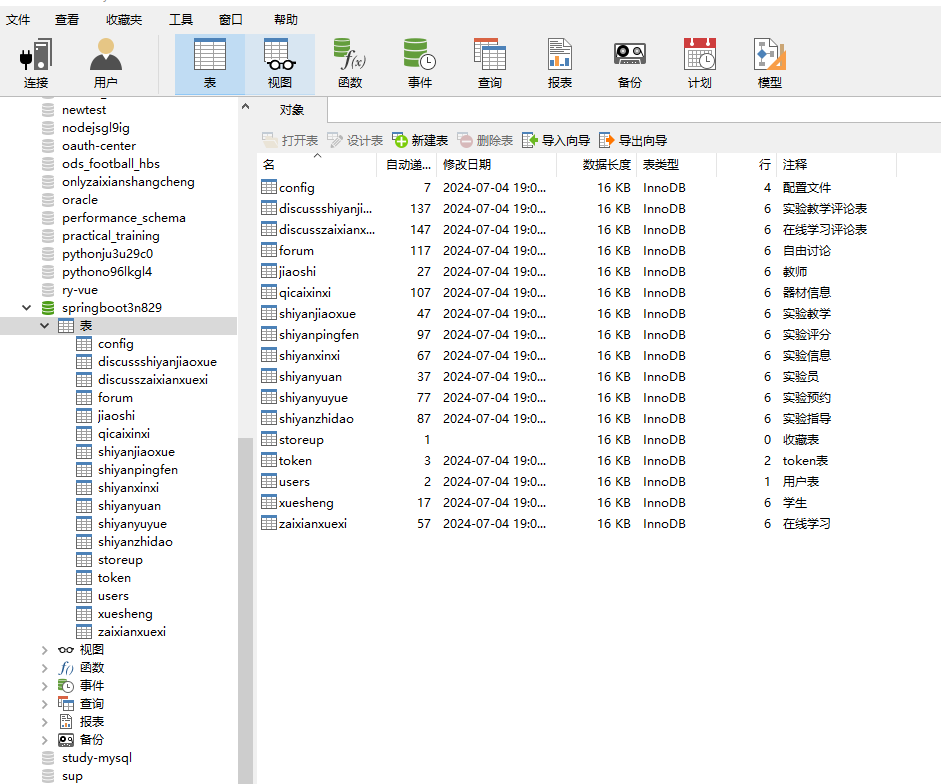 文件 查看 收藏夹 工具 窗口 帮助
连接 用户 表 视图 函数 事件 查询 报表 备份 计划 模型
newtest
nodejsgl9ig
oauth-center
ods_football_hbs
onlyzaixianshangcheng
oracle
performance_schema
practical_training
pythonju3u29c0
pythono96lkgl4
ry-vue
springboot3n829
表
config
discussshiyanjiaoxue
discusszaixianxuexi
forum
jiaoshi
qicaixinxi
shiyanjiaoxue
shiyanpingfen
shiyanxinxi
shiyanyuan
shiyanyuyue
shiyanzhidao
storeup
token
users
xuesheng
zaixianxuexi
视图
函数
事件
查询
报表
备份
study-mysql
sup
对象
打开表 设计表 新建表 删除表 导入向导 导出向导
名 自动递... 修改日期 数据长度 表类型 行 注释
config 7 2024-07-04 19:0... 16 KB InnoDB 4 配置文件
discussshiyanji... 137 2024-07-04 19:0... 16 KB InnoDB 6 实验教学评论表
discusszaixianx... 147 2024-07-04 19:0... 16 KB InnoDB 6 在线学习评论表
forum 117 2024-07-04 19:0... 16 KB InnoDB 6 自由讨论
jiaoshi 27 2024-07-04 19:0... 16 KB InnoDB 6 教师
qicaixinxi 107 2024-07-04 19:0... 16 KB InnoDB 6 器材信息
shiyanjiaoxue 47 2024-07-04 19:0... 16 KB InnoDB 6 实验教学
shiyanpingfen 97 2024-07-04 19:0... 16 KB InnoDB 6 实验评分
shiyanxinxi 67 2024-07-04 19:0... 16 KB InnoDB 6 实验信息
shiyanyuan 37 2024-07-04 19:0... 16 KB InnoDB 6 实验员
shiyanyuyue 77 2024-07-04 19:0... 16 KB InnoDB 6 实验预约
shiyanzhidao 87 2024-07-04 19:0... 16 KB InnoDB 6 实验指导
storeup 1 16 KB InnoDB 0 收藏表
token 3 2024-07-04 19:0... 16 KB InnoDB 2 token表
users 2 2024-07-04 19:0... 16 KB InnoDB 1 用户表
xuesheng 17 2024-07-04 19:0... 16 KB InnoDB 6 学生
zaixianxuexi 57 2024-07-04 19:0... 16 KB InnoDB 6 在线学习